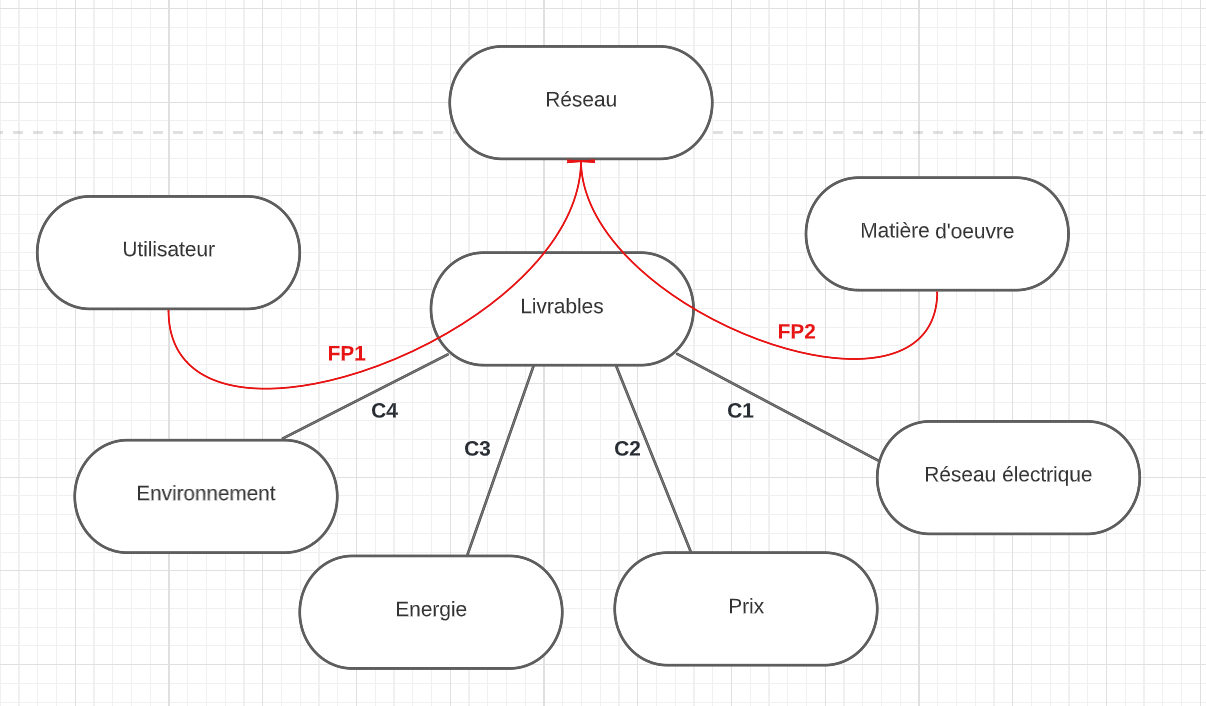 Réseau
Utilisateur
Matière d'oeuvre
Livrables
FP1
FP2
C4
C3
C2
C1
Environnement
Réseau électrique
Energie
Prix